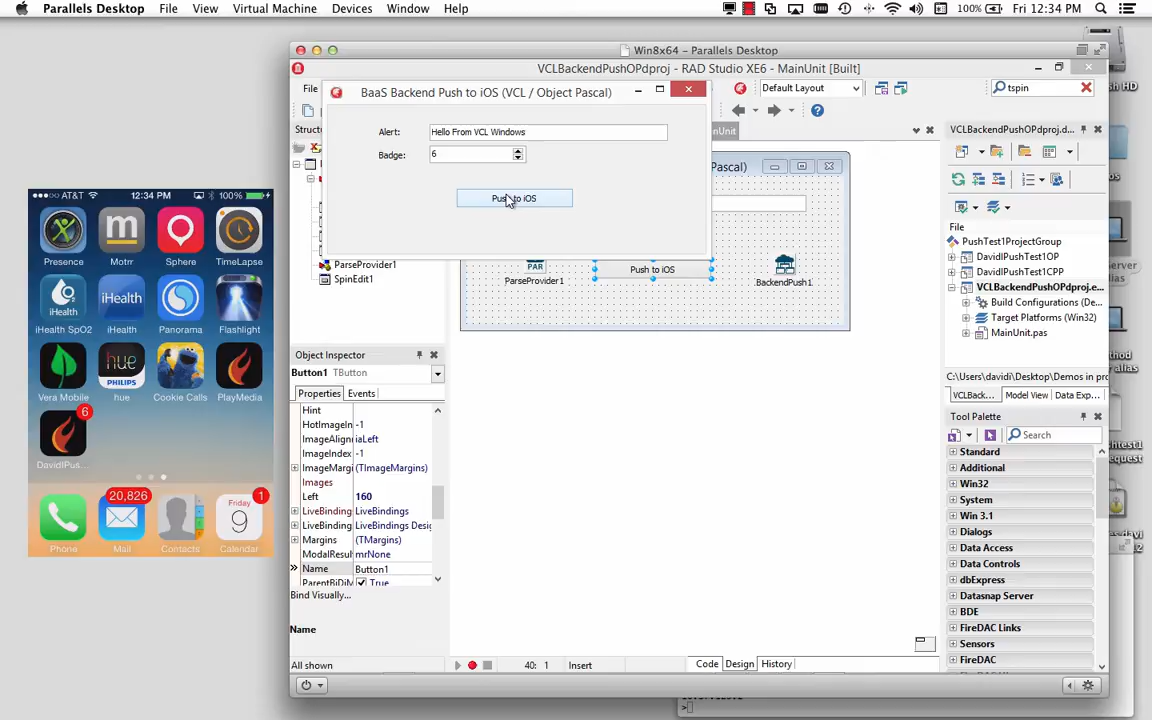 Parallels Desktop File View Virtual Machine Devices Window Help
100% Fri 12:34 PM
Win8x64 – Parallels Desktop
VCLBackendPushOPdproj - RAD Studio XE6 - MainUnit [Built]
File
Default Layout
tspin
BaaS Backend Push to iOS (VCL / Object Pascal)
Alert: Hello From VCL Windows
Badge: 6
Push to iOS
Pascal)
ParseProvider1
SpinEdit1
PAR
ParseProvider1
Push to iOS
BackendPush1
VCLBackendPushOPdproj.d...
File
PushTest1ProjectGroup
DavidIPushTest1OP
DavidIPushTest1CPP
VCLBackendPushOPdproj.e...
Build Configurations (De...
Target Platforms (Win32)
MainUnit.pas
C:\Users\davidi\Desktop\Demos in pr
VCLBack... Model View Data Exp...
Tool Palette
Search
Standard
Additional
Win32
System
Win 3.1
Dialogs
Data Access
Data Controls
dbExpress
Datasnap Server
BDE
FireDAC Links
Sensors
FireDAC
Object Inspector
Button1 TButton
Properties Events
Hint
HotImageIn -1
ImageAlignı iaLeft
ImageIndex -1
ImageMargi (TImageMargins)
Images
Left 160
LiveBinding LiveBindings
LiveBinding LiveBindings Desig
Margins (TMargins)
ModalResul mrNone
Name Button1
ParentBiDiM True
Bind Visually...
Name
All shown
40: 1 Insert
Code Design History
AT&T 12:34 PM 100%
Presence Motrr Sphere TimeLapse
iHealth
iHealth SpO2 iHealth Panorama Flashlight
hue
PHILIPS
Vera Mobile hue Cookie Calls PlayMedia
6
DavidIPus...
20,826
1
Friday
9
Phone Mail Contacts Calendar